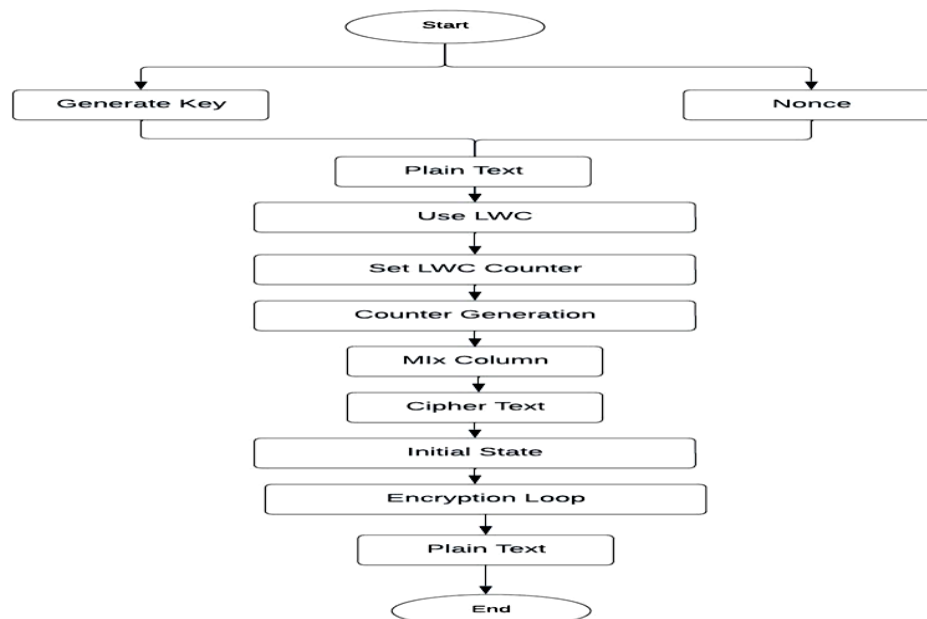 Start
Generate Key
Nonce
Plain Text
Use LWC
Set LWC Counter
Counter Generation
MIx Column
Cipher Text
Initial State
Encryption Loop
Plain Text
End